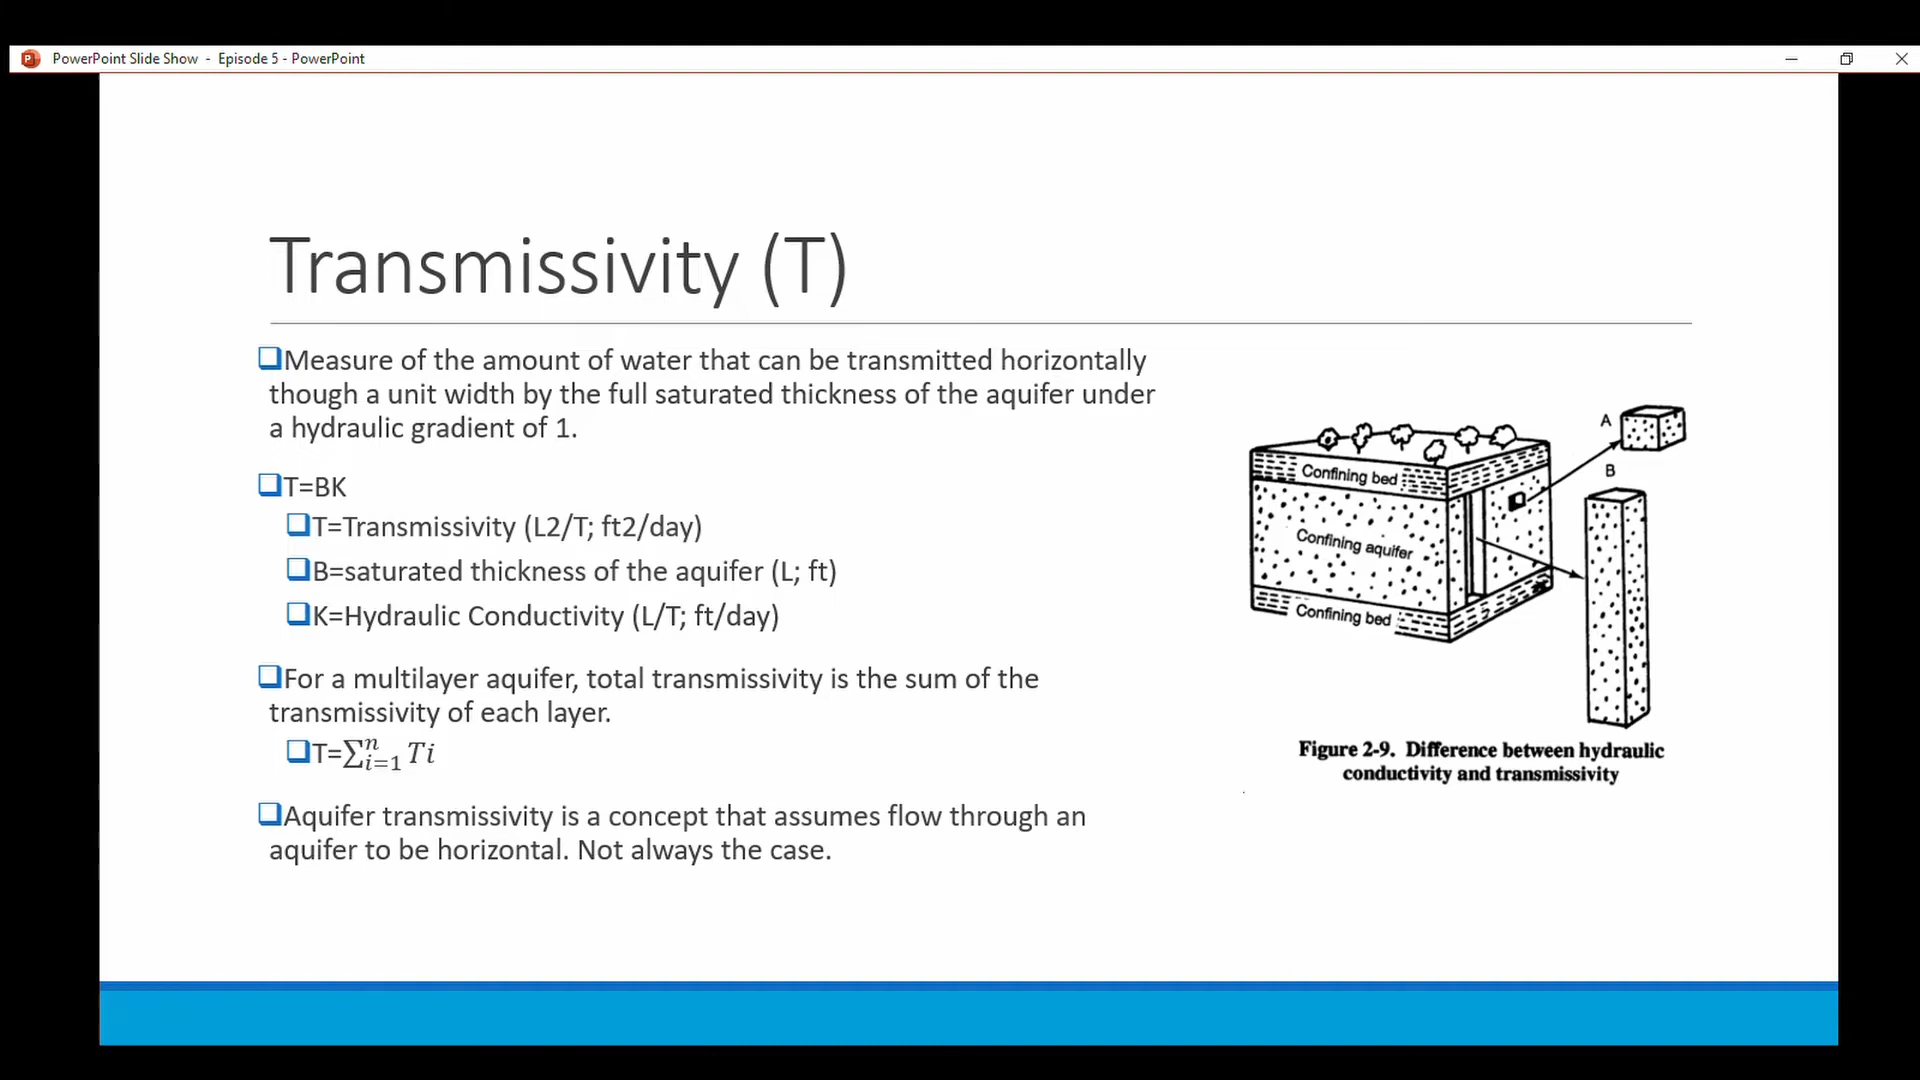 PowerPoint Slide Show - Episode 5 - PowerPoint
Transmissivity (T)
Measure of the amount of water that can be transmitted horizontally
though a unit width by the full saturated thickness of the aquifer under
a hydraulic gradient of 1.
T=BK
T=Transmissivity (L2/T; ft2/day)
B=saturated thickness of the aquifer (L; ft)
K=Hydraulic Conductivity (L/T; ft/day)
For a multilayer aquifer, total transmissivity is the sum of the
transmissivity of each layer.
T=∑ⁿᵢ₌₁ Ti
Aquifer transmissivity is a concept that assumes flow through an
aquifer to be horizontal. Not always the case.
A
B
Confining bed
Confining aquifer
Confining bed
Figure 2-9. Difference between hydraulic
conductivity and transmissivity